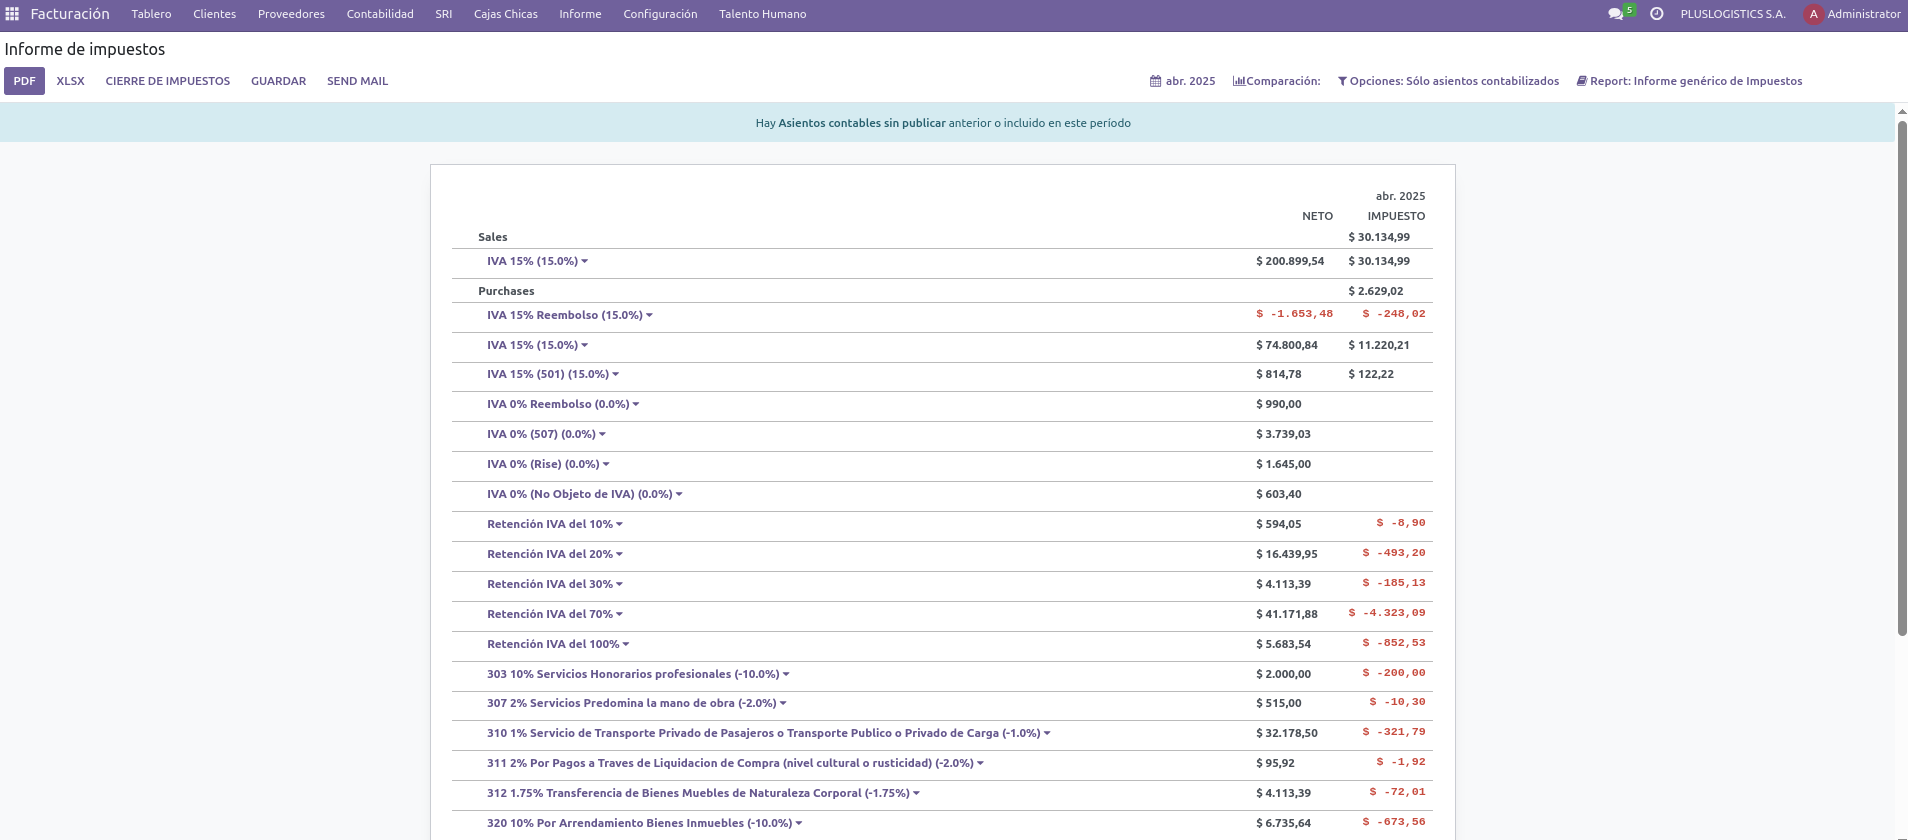 Facturación Tablero Clientes Proveedores Contabilidad SRI Cajas Chicas Informe Configuración Talento Humano 5 PLUSLOGISTICS S.A. A Administrator
Informe de impuestos
PDF XLSX CIERRE DE IMPUESTOS GUARDAR SEND MAIL abr. 2025 Comparación: Opciones: Sólo asientos contabilizados Report: Informe genérico de Impuestos
Hay Asientos contables sin publicar anterior o incluido en este período
abr. 2025
NETO IMPUESTO
Sales $ 30.134,99
IVA 15% (15.0%) $ 200.899,54 $ 30.134,99
Purchases $ 2.629,02
IVA 15% Reembolso (15.0%) $ -1.653,48 $ -248,02
IVA 15% (15.0%) $ 74.800,84 $ 11.220,21
IVA 15% (501) (15.0%) $ 814,78 $ 122,22
IVA 0% Reembolso (0.0%) $ 990,00
IVA 0% (507) (0.0%) $ 3.739,03
IVA 0% (Rise) (0.0%) $ 1.645,00
IVA 0% (No Objeto de IVA) (0.0%) $ 603,40
Retención IVA del 10% $ 594,05 $ -8,90
Retención IVA del 20% $ 16.439,95 $ -493,20
Retención IVA del 30% $ 4.113,39 $ -185,13
Retención IVA del 70% $ 41.171,88 $ -4.323,09
Retención IVA del 100% $ 5.683,54 $ -852,53
303 10% Servicios Honorarios profesionales (-10.0%) $ 2.000,00 $ -200,00
307 2% Servicios Predomina la mano de obra (-2.0%) $ 515,00 $ -10,30
310 1% Servicio de Transporte Privado de Pasajeros o Transporte Publico o Privado de Carga (-1.0%) $ 32.178,50 $ -321,79
311 2% Por Pagos a Traves de Liquidacion de Compra (nivel cultural o rusticidad) (-2.0%) $ 95,92 $ -1,92
312 1.75% Transferencia de Bienes Muebles de Naturaleza Corporal (-1.75%) $ 4.113,39 $ -72,01
320 10% Por Arrendamiento Bienes Inmuebles (-10.0%) $ 6.735,64 $ -673,56